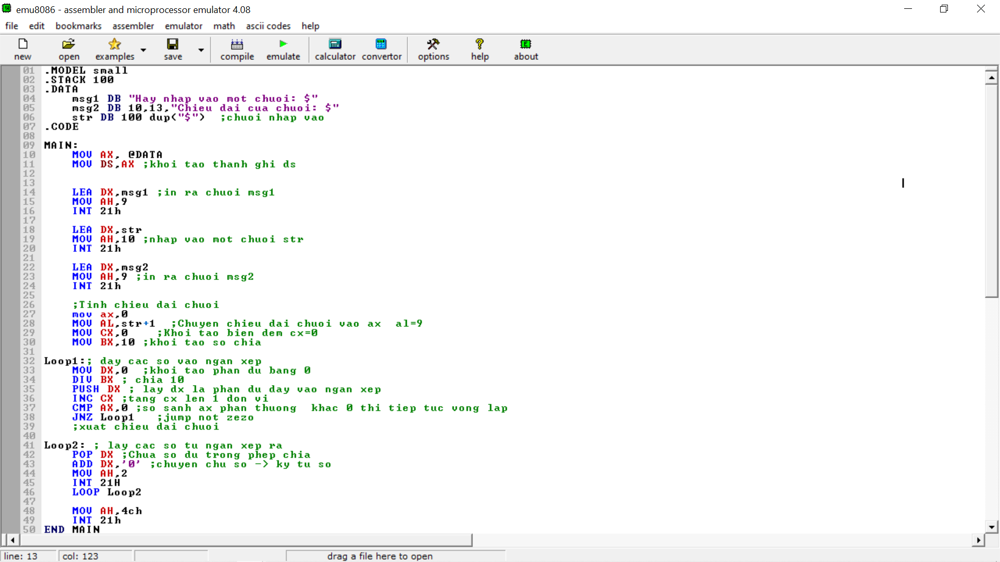 emu8086 - assembler and microprocessor emulator 4.08
file edit bookmarks assembler emulator math ascii codes help
new open examples save compile emulate calculator convertor options help about
01 .MODEL small
02 .STACK 100
03 .DATA
04 msg1 DB "Hay nhap vao mot chuoi: $"
05 msg2 DB 10,13,"Chieu dai cua chuoi: $"
06 str DB 100 dup("$") ;chuoi nhap vao
07 .CODE
08
09 MAIN:
10 MOV AX, @DATA
11 MOV DS,AX ;khoi tao thanh ghi ds
12
13
14 LEA DX,msg1 ;in ra chuoi msg1
15 MOV AH,9
16 INT 21h
17
18 LEA DX,str
19 MOV AH,10 ;nhap vao mot chuoi str
20 INT 21h
21
22 LEA DX,msg2
23 MOV AH,9 ;in ra chuoi msg2
24 INT 21h
25
26 ;Tinh chieu dai chuoi
27 mov ax,0
28 MOV AL,str+1 ;Chuyen chieu dai chuoi vao ax al=9
29 MOV CX,0 ;Khoi tao bien dem cx=0
30 MOV BX,10 ;khoi tao so chia
31
32 Loop1:; day cac so vao ngan xep
33 MOV DX,0 ;khoi tao phan du bang 0
34 DIV BX ; chia 10
35 PUSH DX ; lay dx la phan du day vao ngan xep
36 INC CX ;tang cx len 1 don vi
37 CMP AX,0 ;so sanh ax phan thuong khac 0 thi tiep tuc vong lap
38 JNZ Loop1 ;jump not zezo
39 ;xuat chieu dai chuoi
40
41 Loop2: ; lay cac so tu ngan xep ra
42 POP DX ;Chua so du trong phep chia
43 ADD DX,'0' ;chuyen chu so -> ky tu so
44 MOV AH,2
45 INT 21H
46 LOOP Loop2
47
48 MOV AH,4ch
49 INT 21h
50 END MAIN
line: 13 col: 123 drag a file here to open